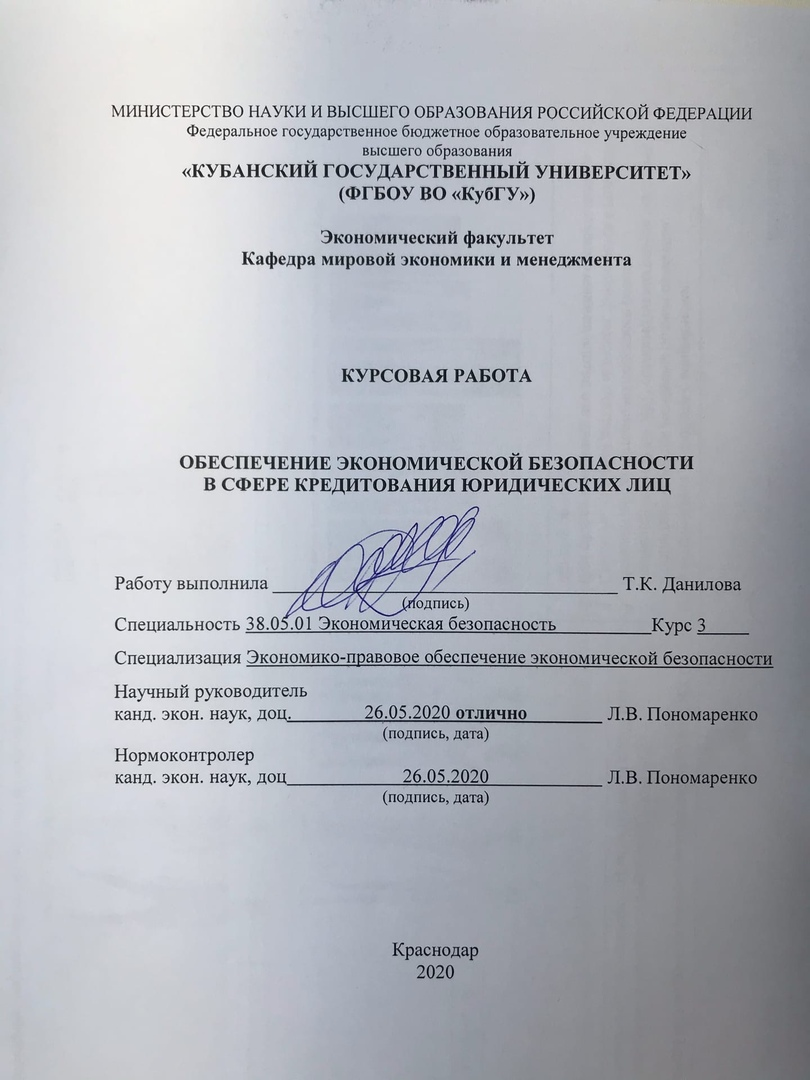 МИНИСТЕРСТВО НАУКИ И ВЫСШЕГО ОБРАЗОВАНИЯ РОССИЙСКОЙ ФЕДЕРАЦИИ
Федеральное государственное бюджетное образовательное учреждение
высшего образования
«КУБАНСКИЙ ГОСУДАРСТВЕННЫЙ УНИВЕРСИТЕТ»
(ФГБОУ ВО «КубГУ»)
Экономический факультет
Кафедра мировой экономики и менеджмента
КУРСОВАЯ РАБОТА
ОБЕСПЕЧЕНИЕ ЭКОНОМИЧЕСКОЙ БЕЗОПАСНОСТИ
В СФЕРЕ КРЕДИТОВАНИЯ ЮРИДИЧЕСКИХ ЛИЦ
Работу выполнила Т.К. Данилова
(подпись)
Специальность 38.05.01 Экономическая безопасность Курс 3
Специализация Экономико-правовое обеспечение экономической безопасности
Научный руководитель
канд. экон. наук, доц. 26.05.2020 отлично Л.В. Пономаренко
(подпись, дата)
Нормоконтролер
канд. экон. наук, доц 26.05.2020 Л.В. Пономаренко
(подпись, дата)
Краснодар
2020